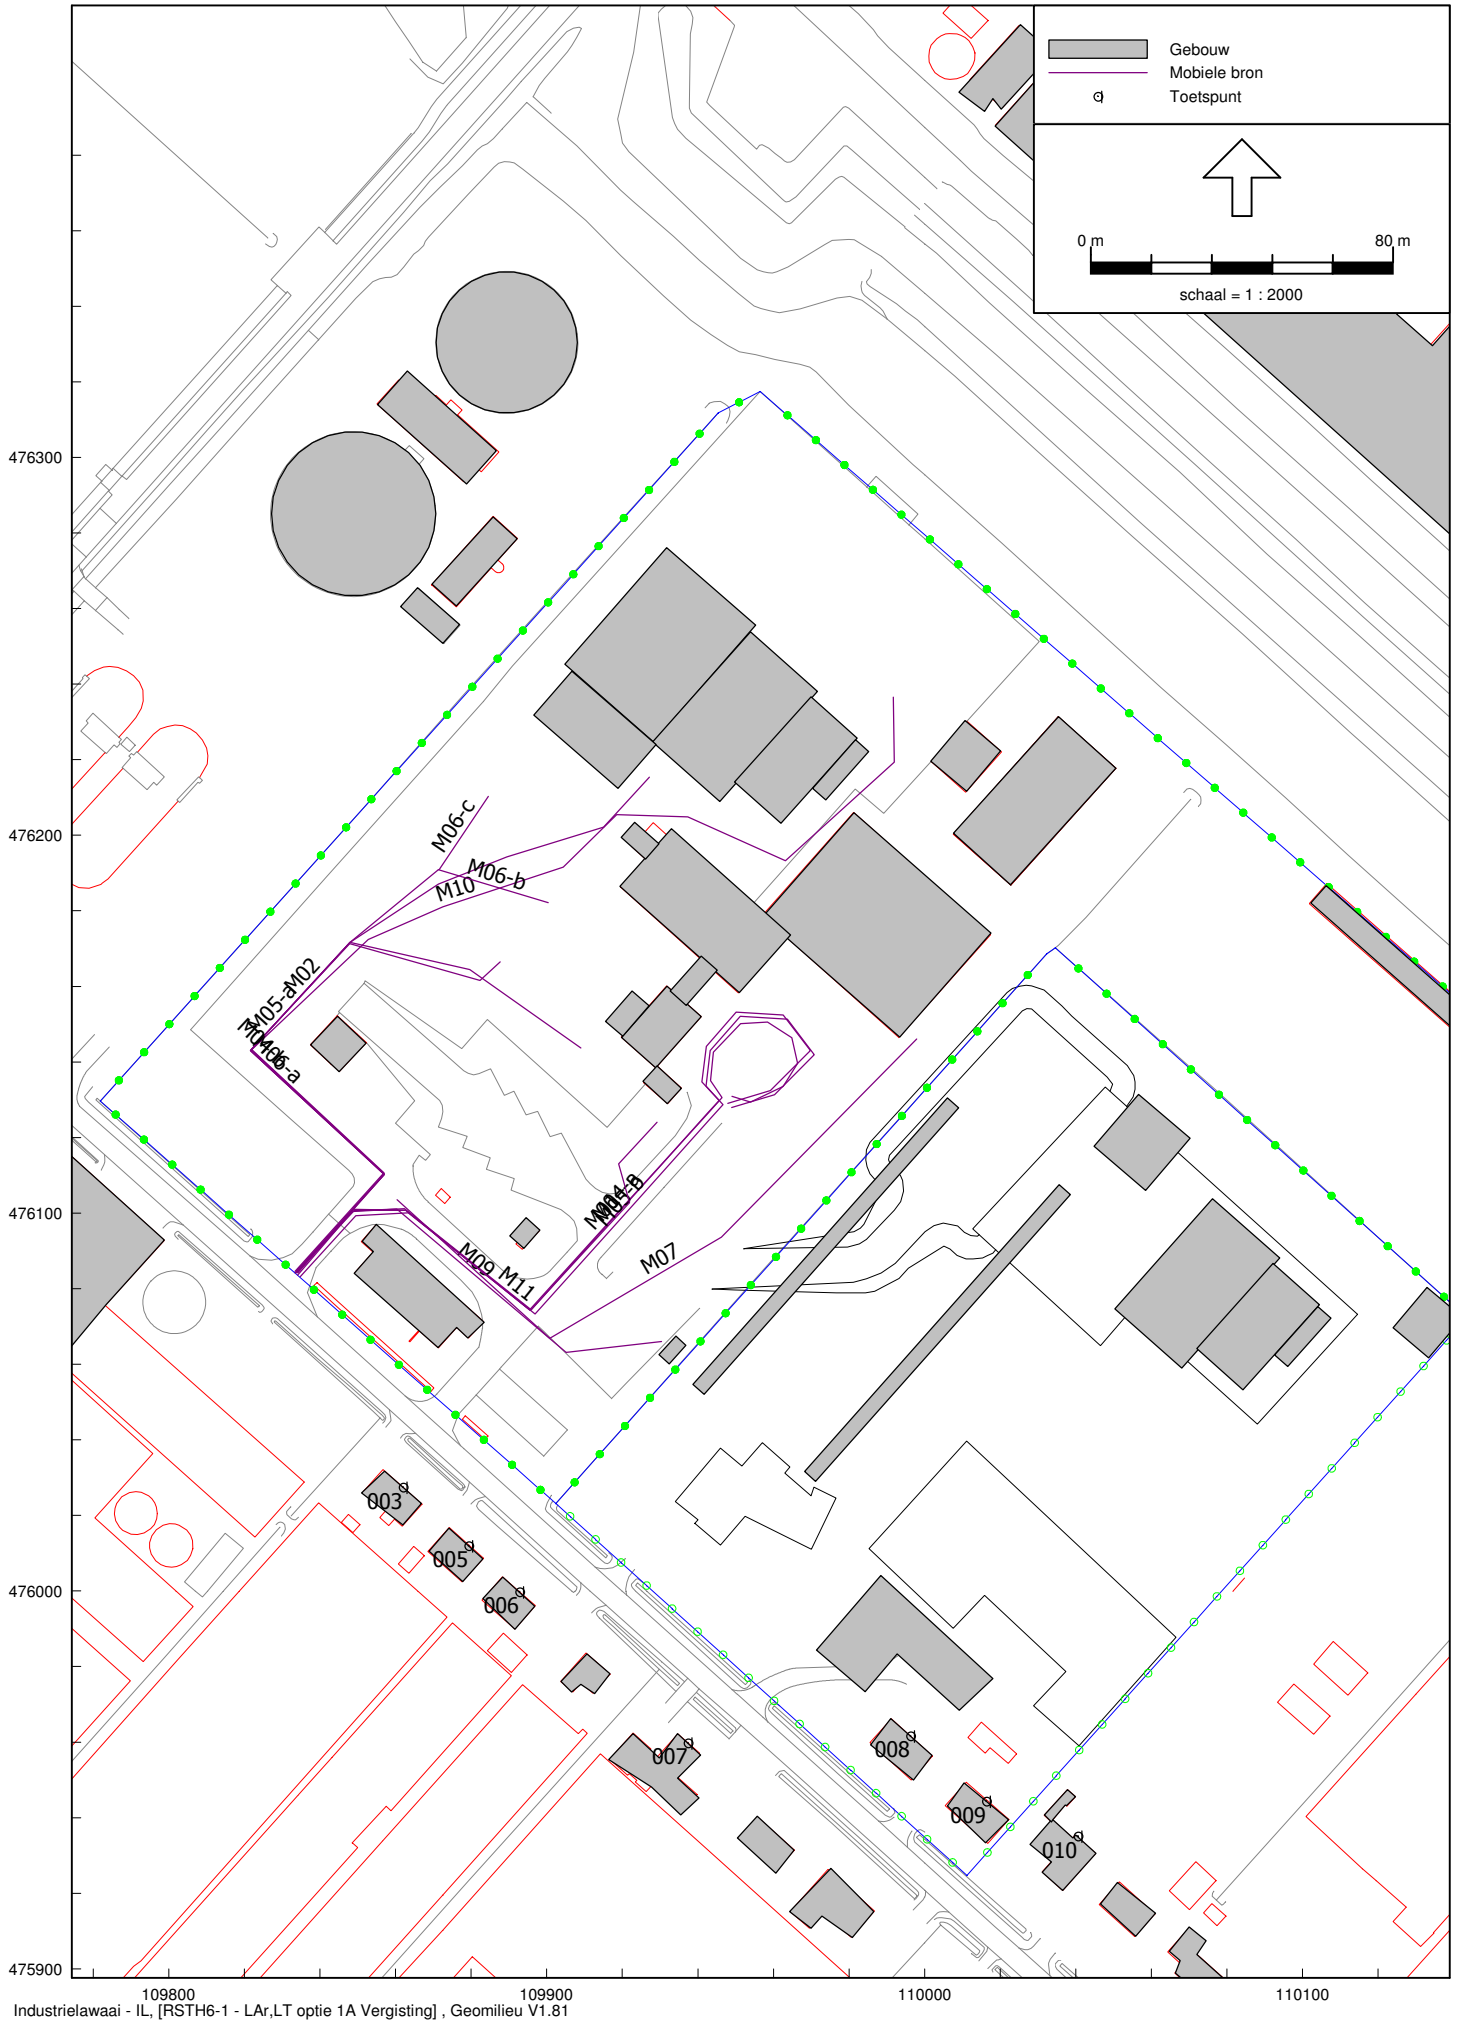 Gebouw
Mobiele bron
Toetspunt
0 m 80 m
schaal = 1 : 2000
476300
476200
476100
476000
475900
M06-c
M06-b
M10
M02
M05-a
M09
M11
M07
003
005
006
007
008
009
010
109800 109900 110000 110100
Industrielawaai - IL, [RSTH6-1 - LAr,LT optie 1A Vergisting] , Geomilieu V1.81